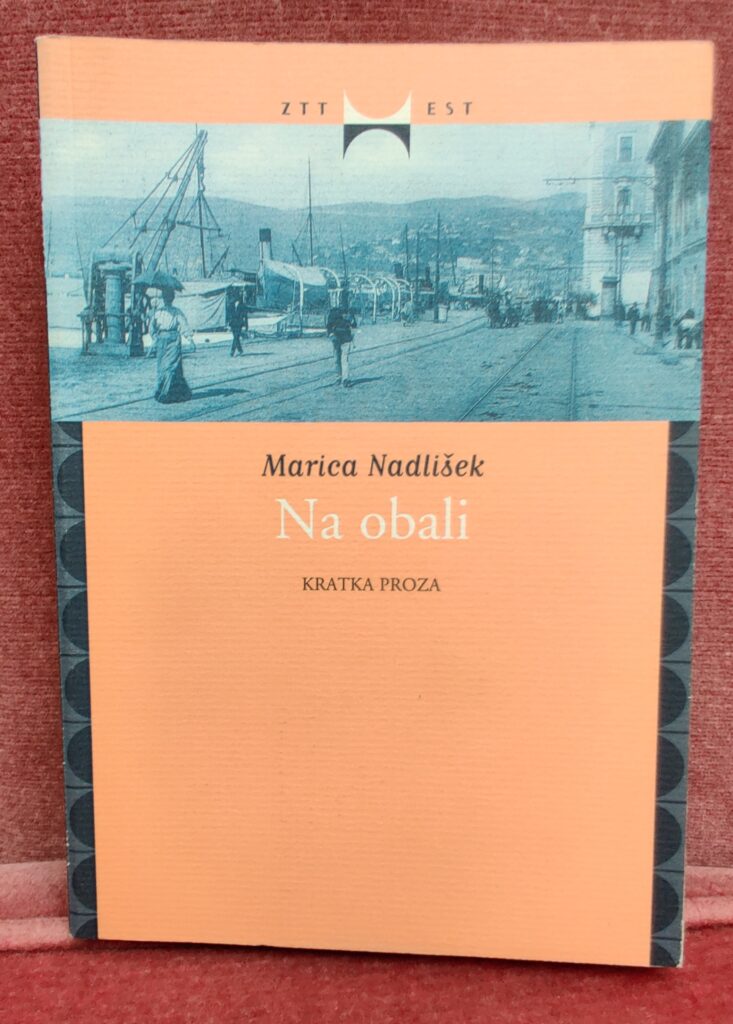 ZTT EST
Marica Nadlišek
Na obali
KRATKA PROZA